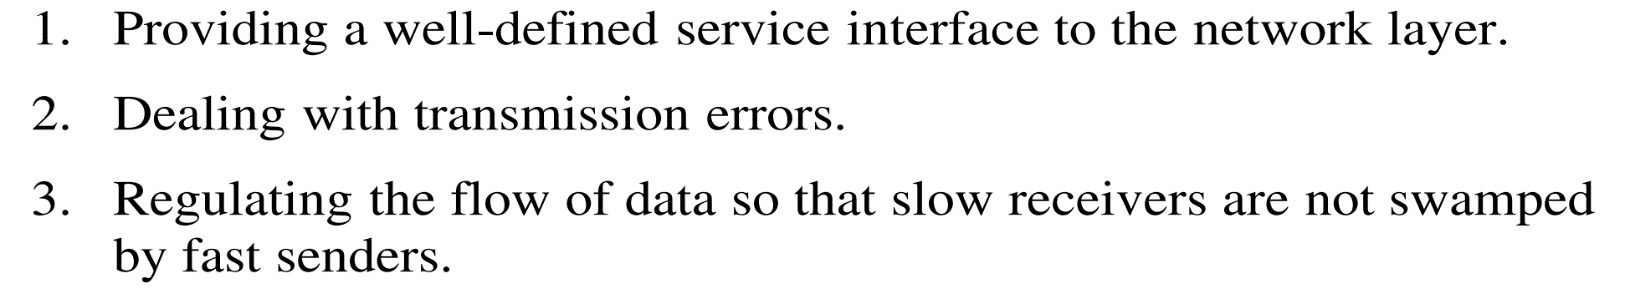 1. Providing a well-defined service interface to the network layer.
2. Dealing with transmission errors.
3. Regulating the flow of data so that slow receivers are not swamped
by fast senders.